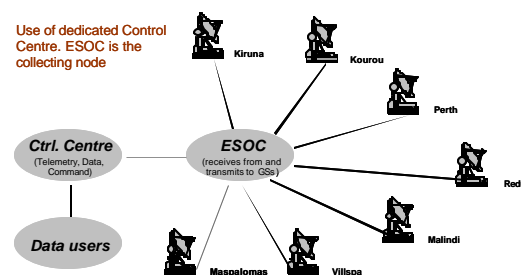 Use of dedicated Control
Centre. ESOC is the
collecting node
Kiruna
Kourou
Perth
Ctrl. Centre
(Telemetry, Data,
Command)
ESOC
(receives from and
transmits to GSs)
Red
Malindi
Data users
Maspalomas
Villspa